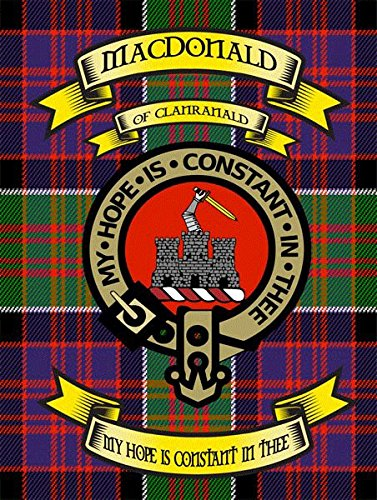 MACDONALD
OF CLANRANALD
MY · HOPE · IS · CONSTANT · IN · THEE
MY HOPE IS CONSTANT IN THEE